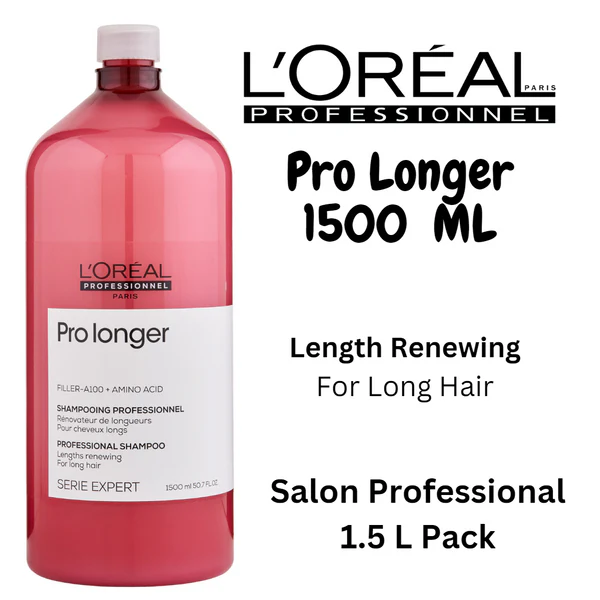 L'ORÉAL
PARIS
PROFESSIONNEL
Pro Longer
1500 ML
L'ORÉAL
PROFESSIONNEL
PARIS
Pro longer
FILLER-A100 + AMINO ACID
SHAMPOOING PROFESSIONNEL
Rénovateur de longueurs
Pour cheveux longs
PROFESSIONAL SHAMPOO
Lengths renewing
For long hair
SERIE EXPERT
1500 ml 50.7 FL.OZ.
Length Renewing
For Long Hair
Salon Professional
1.5 L Pack